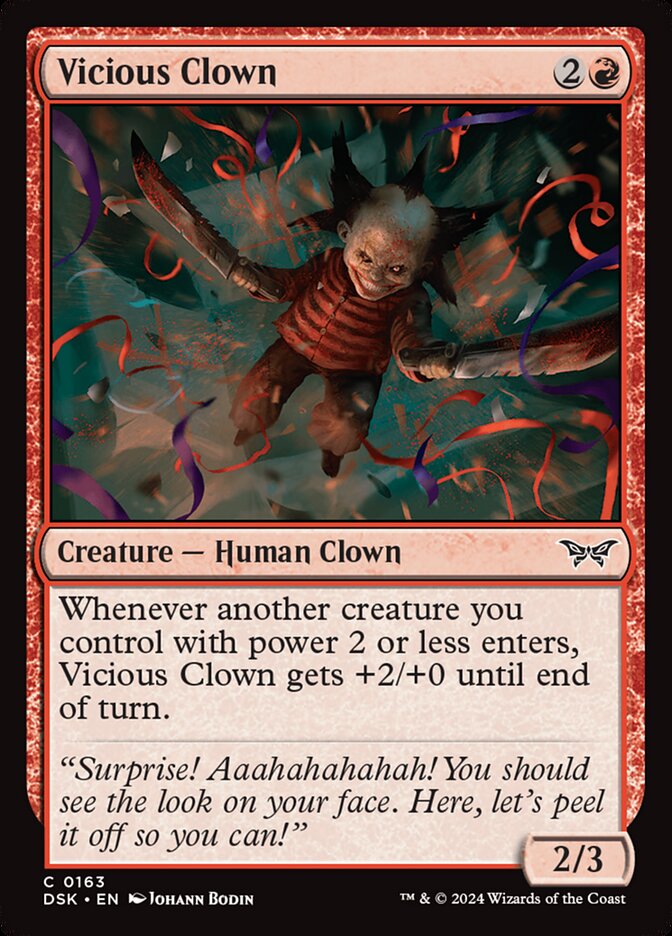 Vicious Clown
2
Creature — Human Clown
Whenever another creature you
control with power 2 or less enters,
Vicious Clown gets +2/+0 until end
of turn.
“Surprise! Aaahahahahah! You should
see the look on your face. Here, let’s peel
it off so you can!”
2/3
C 0163
DSK • EN Johann Bodin
™ & © 2024 Wizards of the Coast